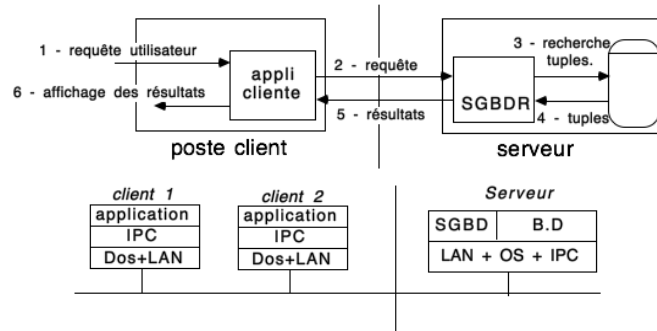 1 - requête utilisateur
appli
cliente
2 - requête
3 - recherche
tuples.
6 - affichage des résultats
SGBDR
5 - résultats
4 - tuples
poste client
serveur
client 1
client 2
Serveur
application
application
SGBD
B.D
IPC
IPC
Dos+LAN
Dos+LAN
LAN + OS + IPC